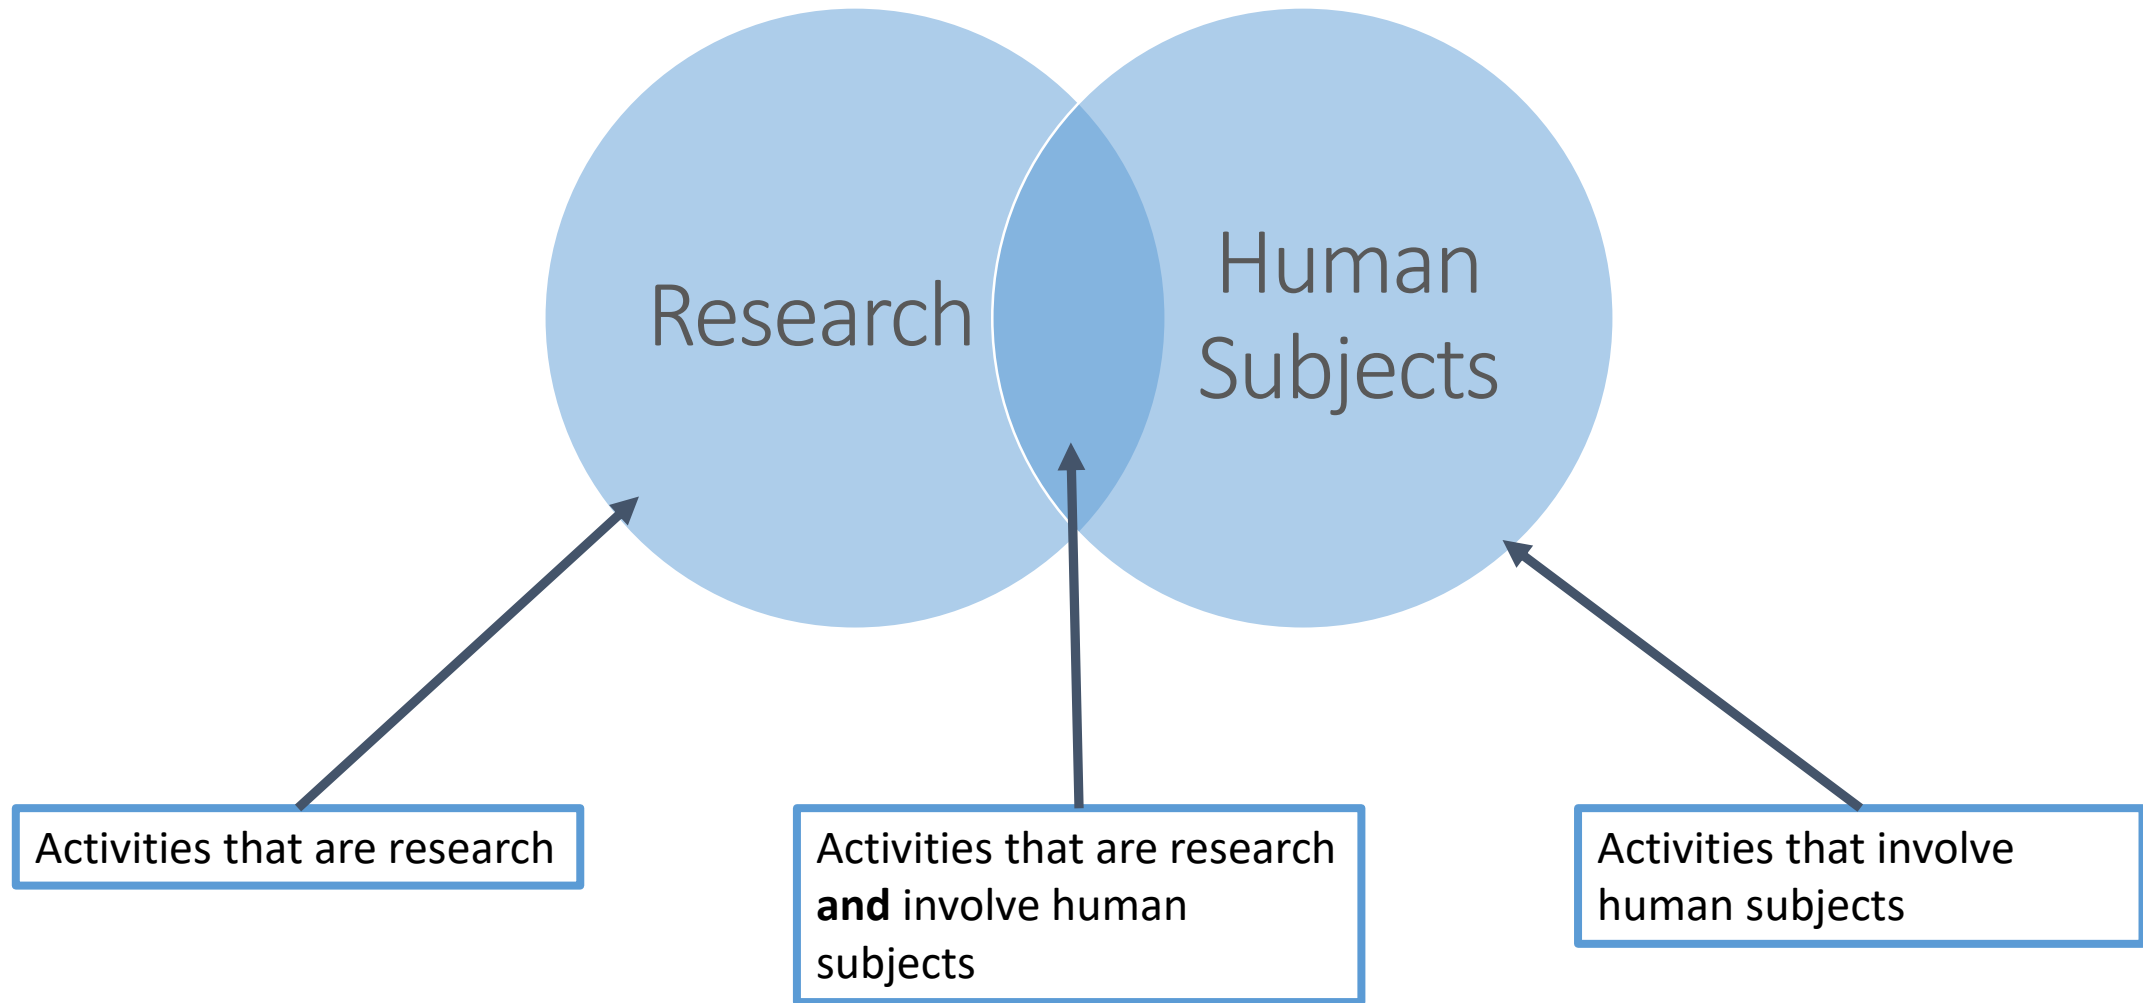 Research
Human
Subjects
Activities that are research
Activities that are research
and involve human
subjects
Activities that involve
human subjects